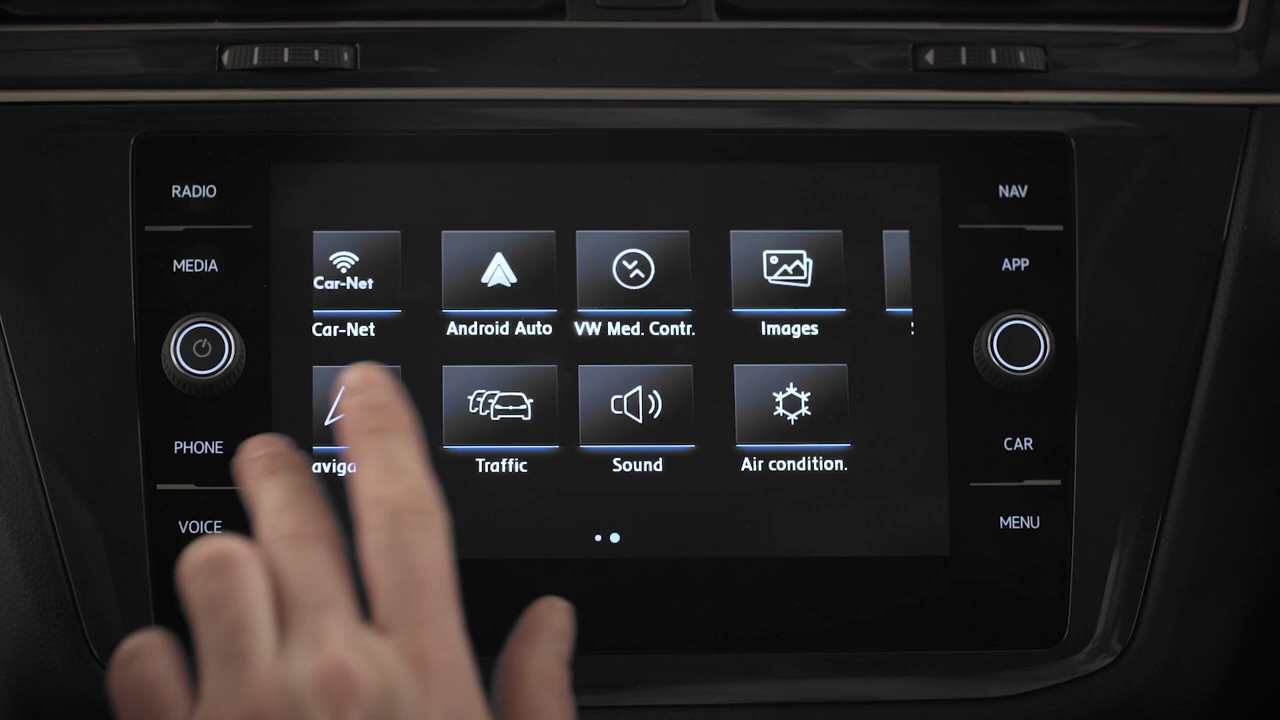 RADIO
NAV
MEDIA
APP
Car-Net
Car-Net
Android Auto
VW Med. Contr.
Images
PHONE
CAR
aviga
Traffic
Sound
Air condition.
VOICE
MENU